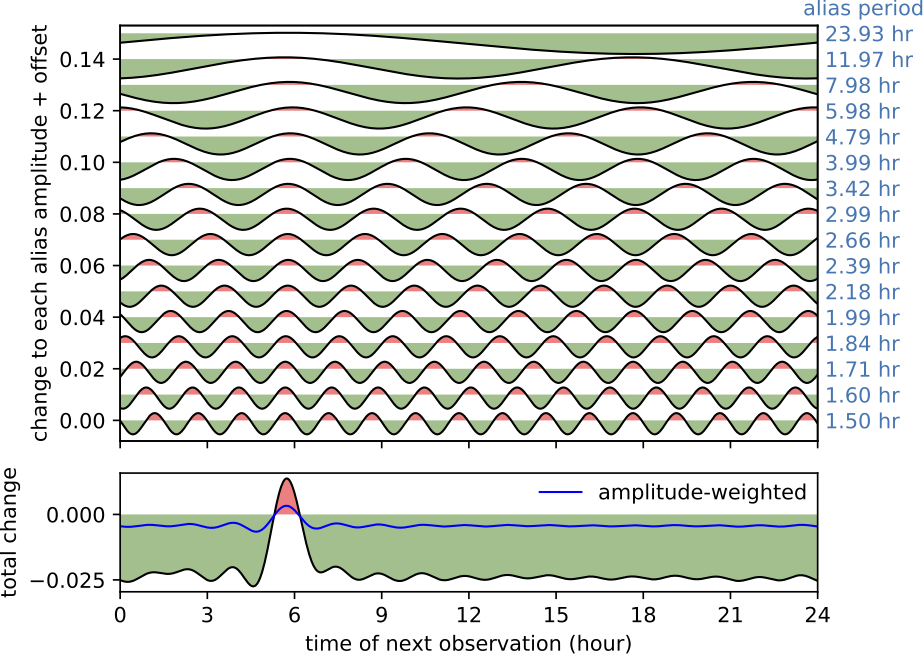 alias period
23.93 hr
0.14
11.97 hr
7.98 hr
0.12
5.98 hr
4.79 hr
0.10
3.99 hr
3.42 hr
0.08
2.99 hr
2.66 hr
0.06
2.39 hr
2.18 hr
0.04
1.99 hr
1.84 hr
0.02
1.71 hr
1.60 hr
0.00
1.50 hr
change to each alias amplitude + offset
amplitude-weighted
0.000
−0.025
total change
0 3 6 9 12 15 18 21 24
time of next observation (hour)